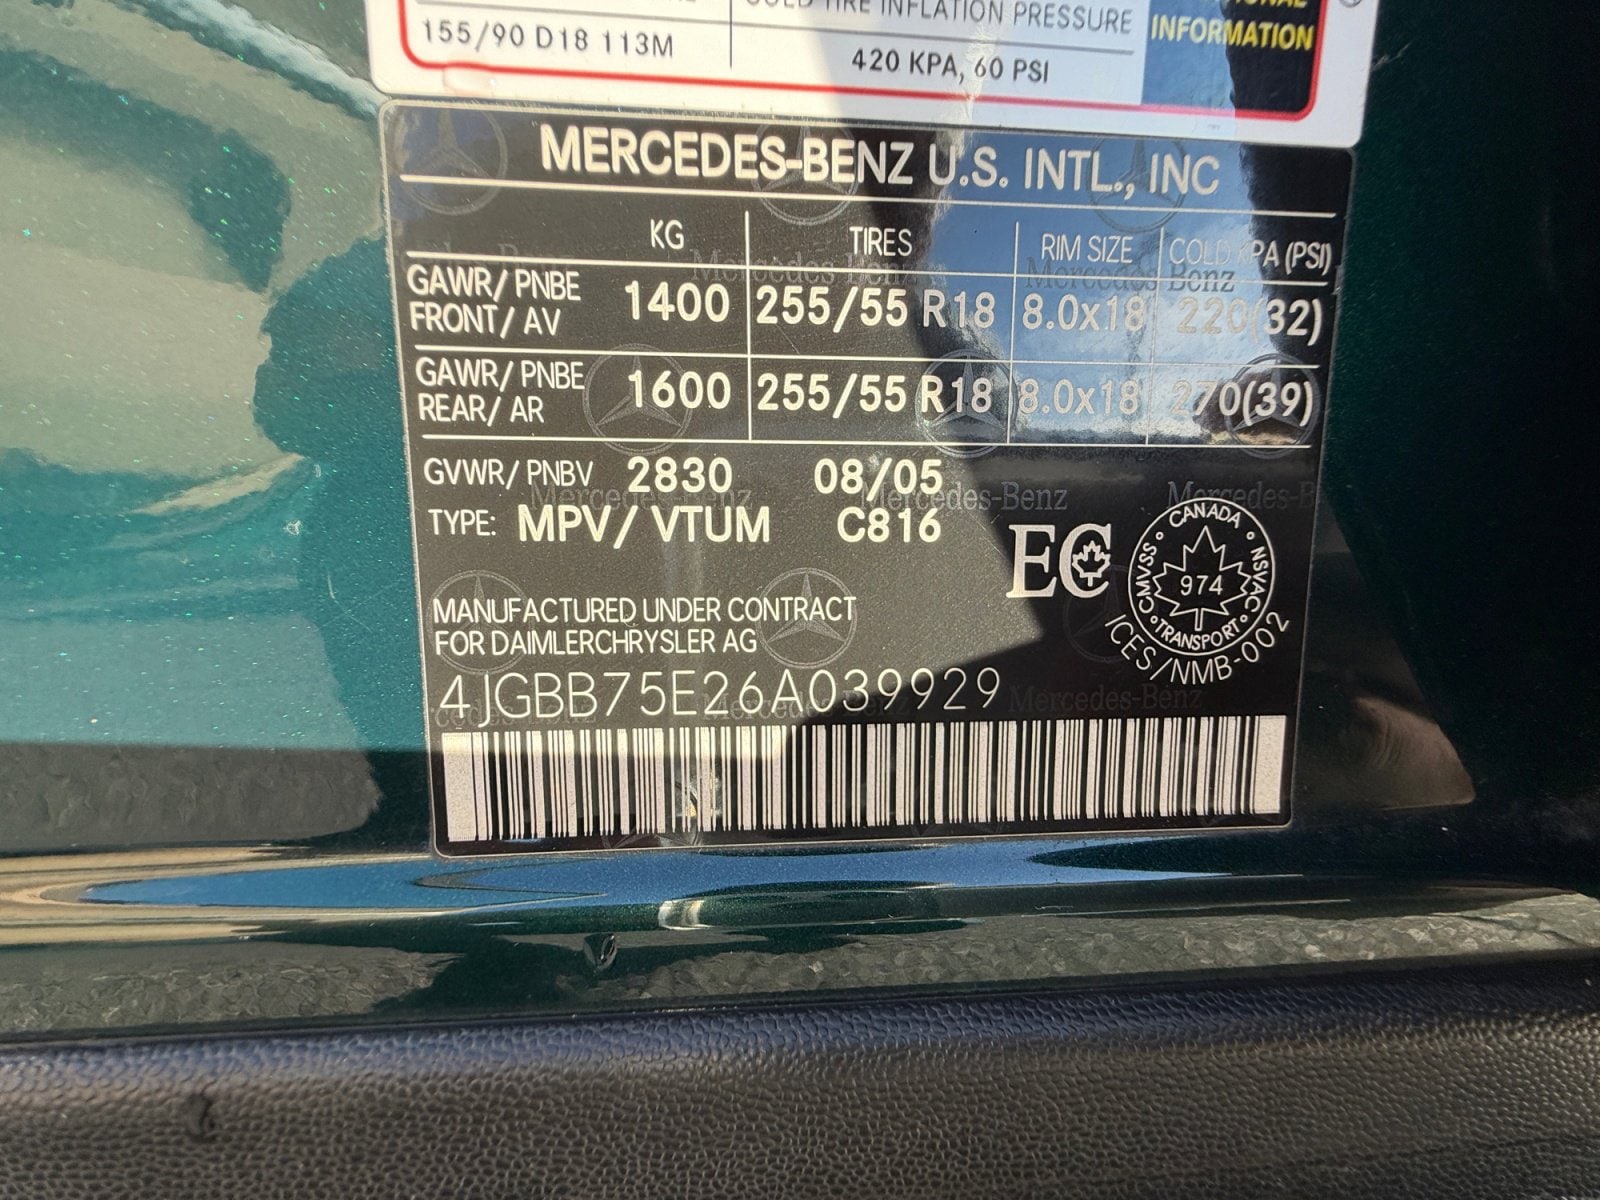 INFLATION PRESSURE
INFORMATION
155/90 D18 113M
420 KPA, 60 PSI
MERCEDES-BENZ U.S. INTL., INC
KG TIRES RIM SIZE COLD KPA (PSI)
GAWR/ PNBE FRONT/ AV 1400 255/55 R18 8.0x18 220(32)
GAWR/ PNBE REAR/ AR 1600 255/55 R18 8.0x18 270(39)
GVWR/ PNBV 2830 08/05
TYPE: MPV/ VTUM C816
EC
CANADA
CMVSS
NSVAC
974
TRANSPORT
ICES/NMB-002
MANUFACTURED UNDER CONTRACT
FOR DAIMLERCHRYSLER AG
4JGBB75E26A039929